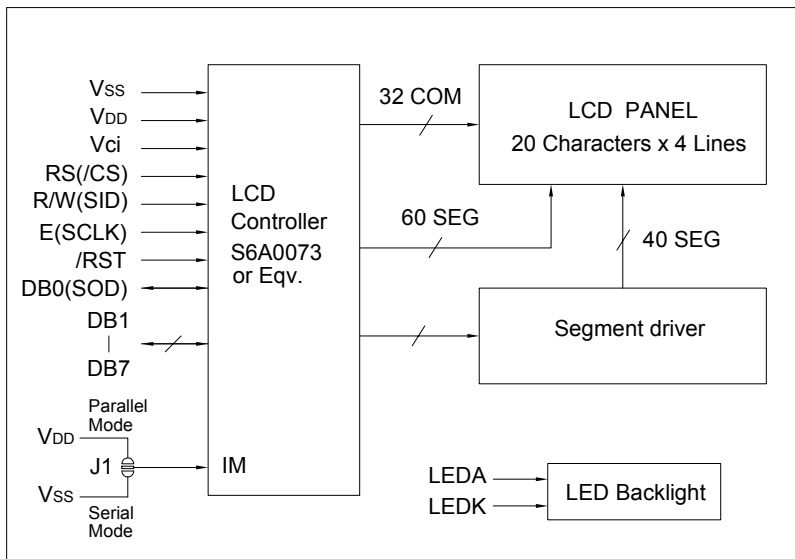 VSS
VDD
Vci
RS(/CS)
R/W(SID)
E(SCLK)
/RST
DB0(SOD)
DB1
DB7
Parallel
Mode
VDD
J1
VSS
Serial
Mode
LCD
Controller
S6A0073
or Eqv.
IM
32 COM
60 SEG
LCD PANEL
20 Characters x 4 Lines
40 SEG
Segment driver
LEDA
LEDK
LED Backlight